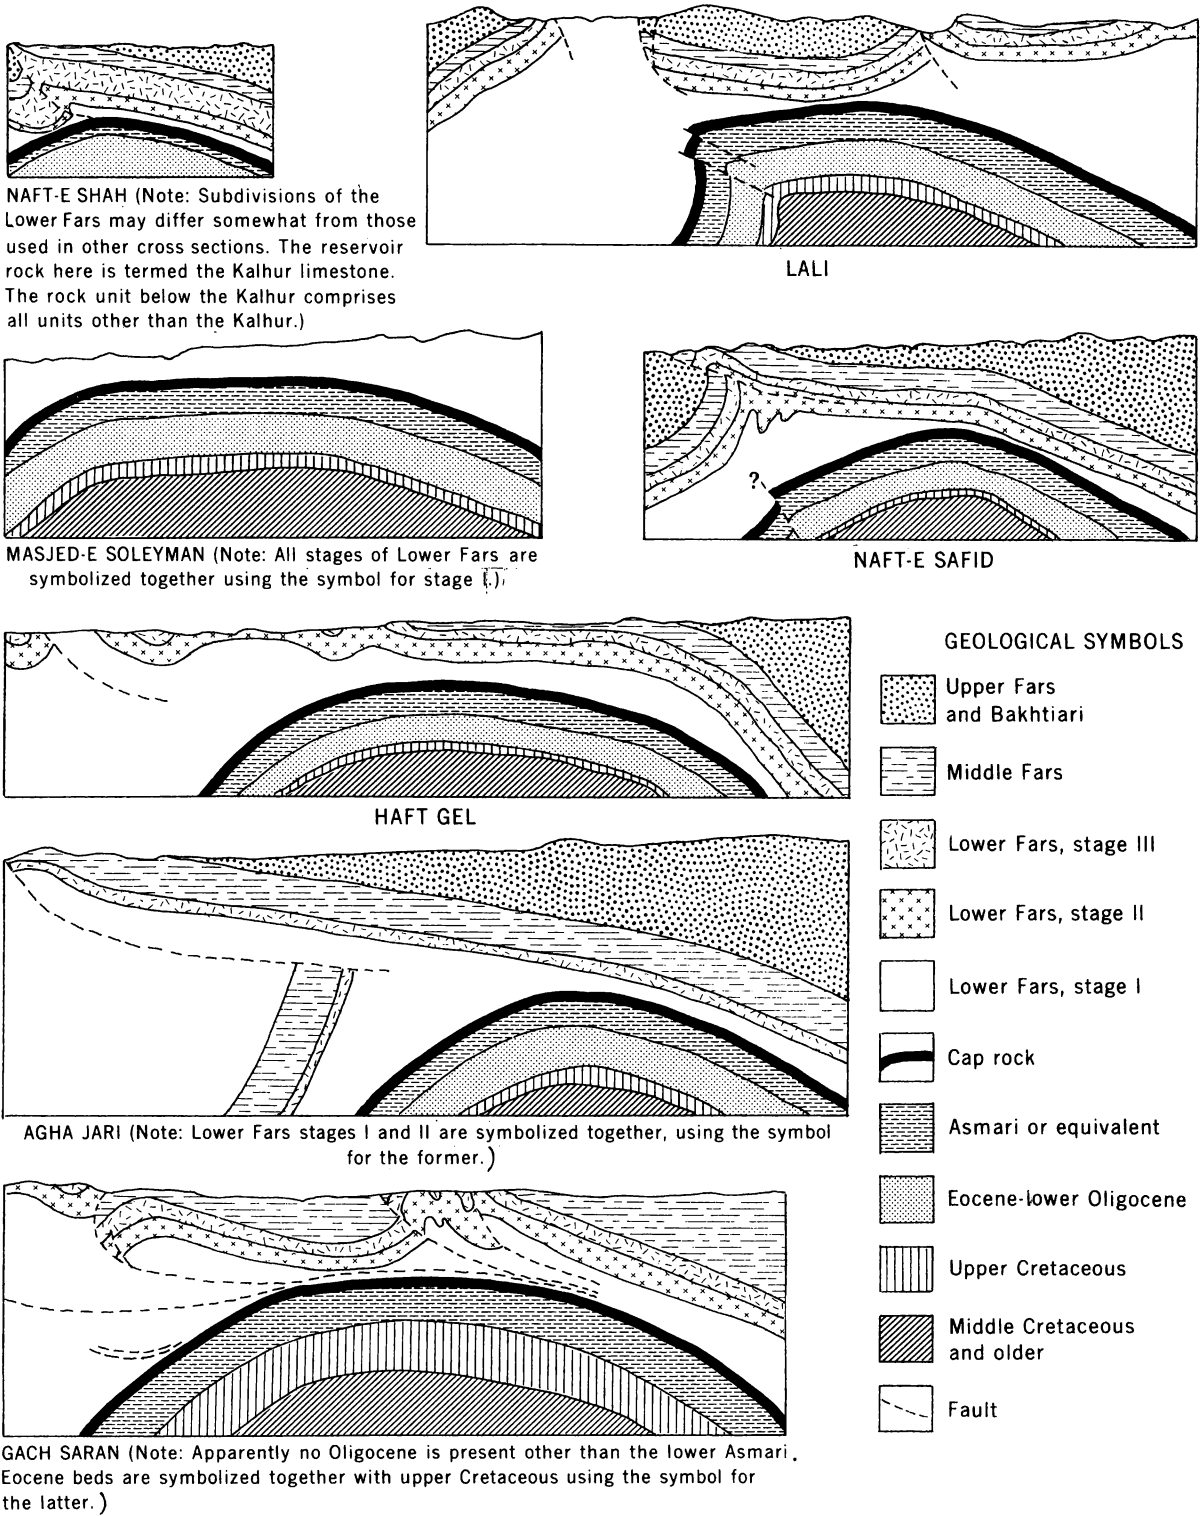 NAFT-E SHAH (Note: Subdivisions of the
Lower Fars may differ somewhat from those
used in other cross sections. The reservoir
rock here is termed the Kalhur limestone.
The rock unit below the Kalhur comprises
all units other than the Kalhur.)
LALI
MASJED-E SOLEYMAN (Note: All stages of Lower Fars are
symbolized together using the symbol for stage I.)
?
NAFT-E SAFID
HAFT GEL
AGHA JARI (Note: Lower Fars stages I and II are symbolized together, using the symbol
for the former.)
GACH SARAN (Note: Apparently no Oligocene is present other than the lower Asmari.
Eocene beds are symbolized together with upper Cretaceous using the symbol for
the latter.)
GEOLOGICAL SYMBOLS
Upper Fars
and Bakhtiari
Middle Fars
Lower Fars, stage III
Lower Fars, stage II
Lower Fars, stage I
Cap rock
Asmari or equivalent
Eocene-lower Oligocene
Upper Cretaceous
Middle Cretaceous
and older
Fault